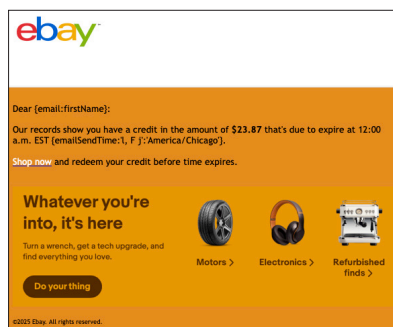 ebay
Dear {email:firstName}:
Our records show you have a credit in the amount of $23.87 that's due to expire at 12:00
a.m. EST {emailSendTime:'l, F j':'America/Chicago'}.
Shop now and redeem your credit before time expires.
Whatever you're
into, it's here
Turn a wrench, get a tech upgrade, and
find everything you love.
Do your thing
Motors >
Electronics >
Refurbished
finds >
©2025 Ebay. All rights reserved.